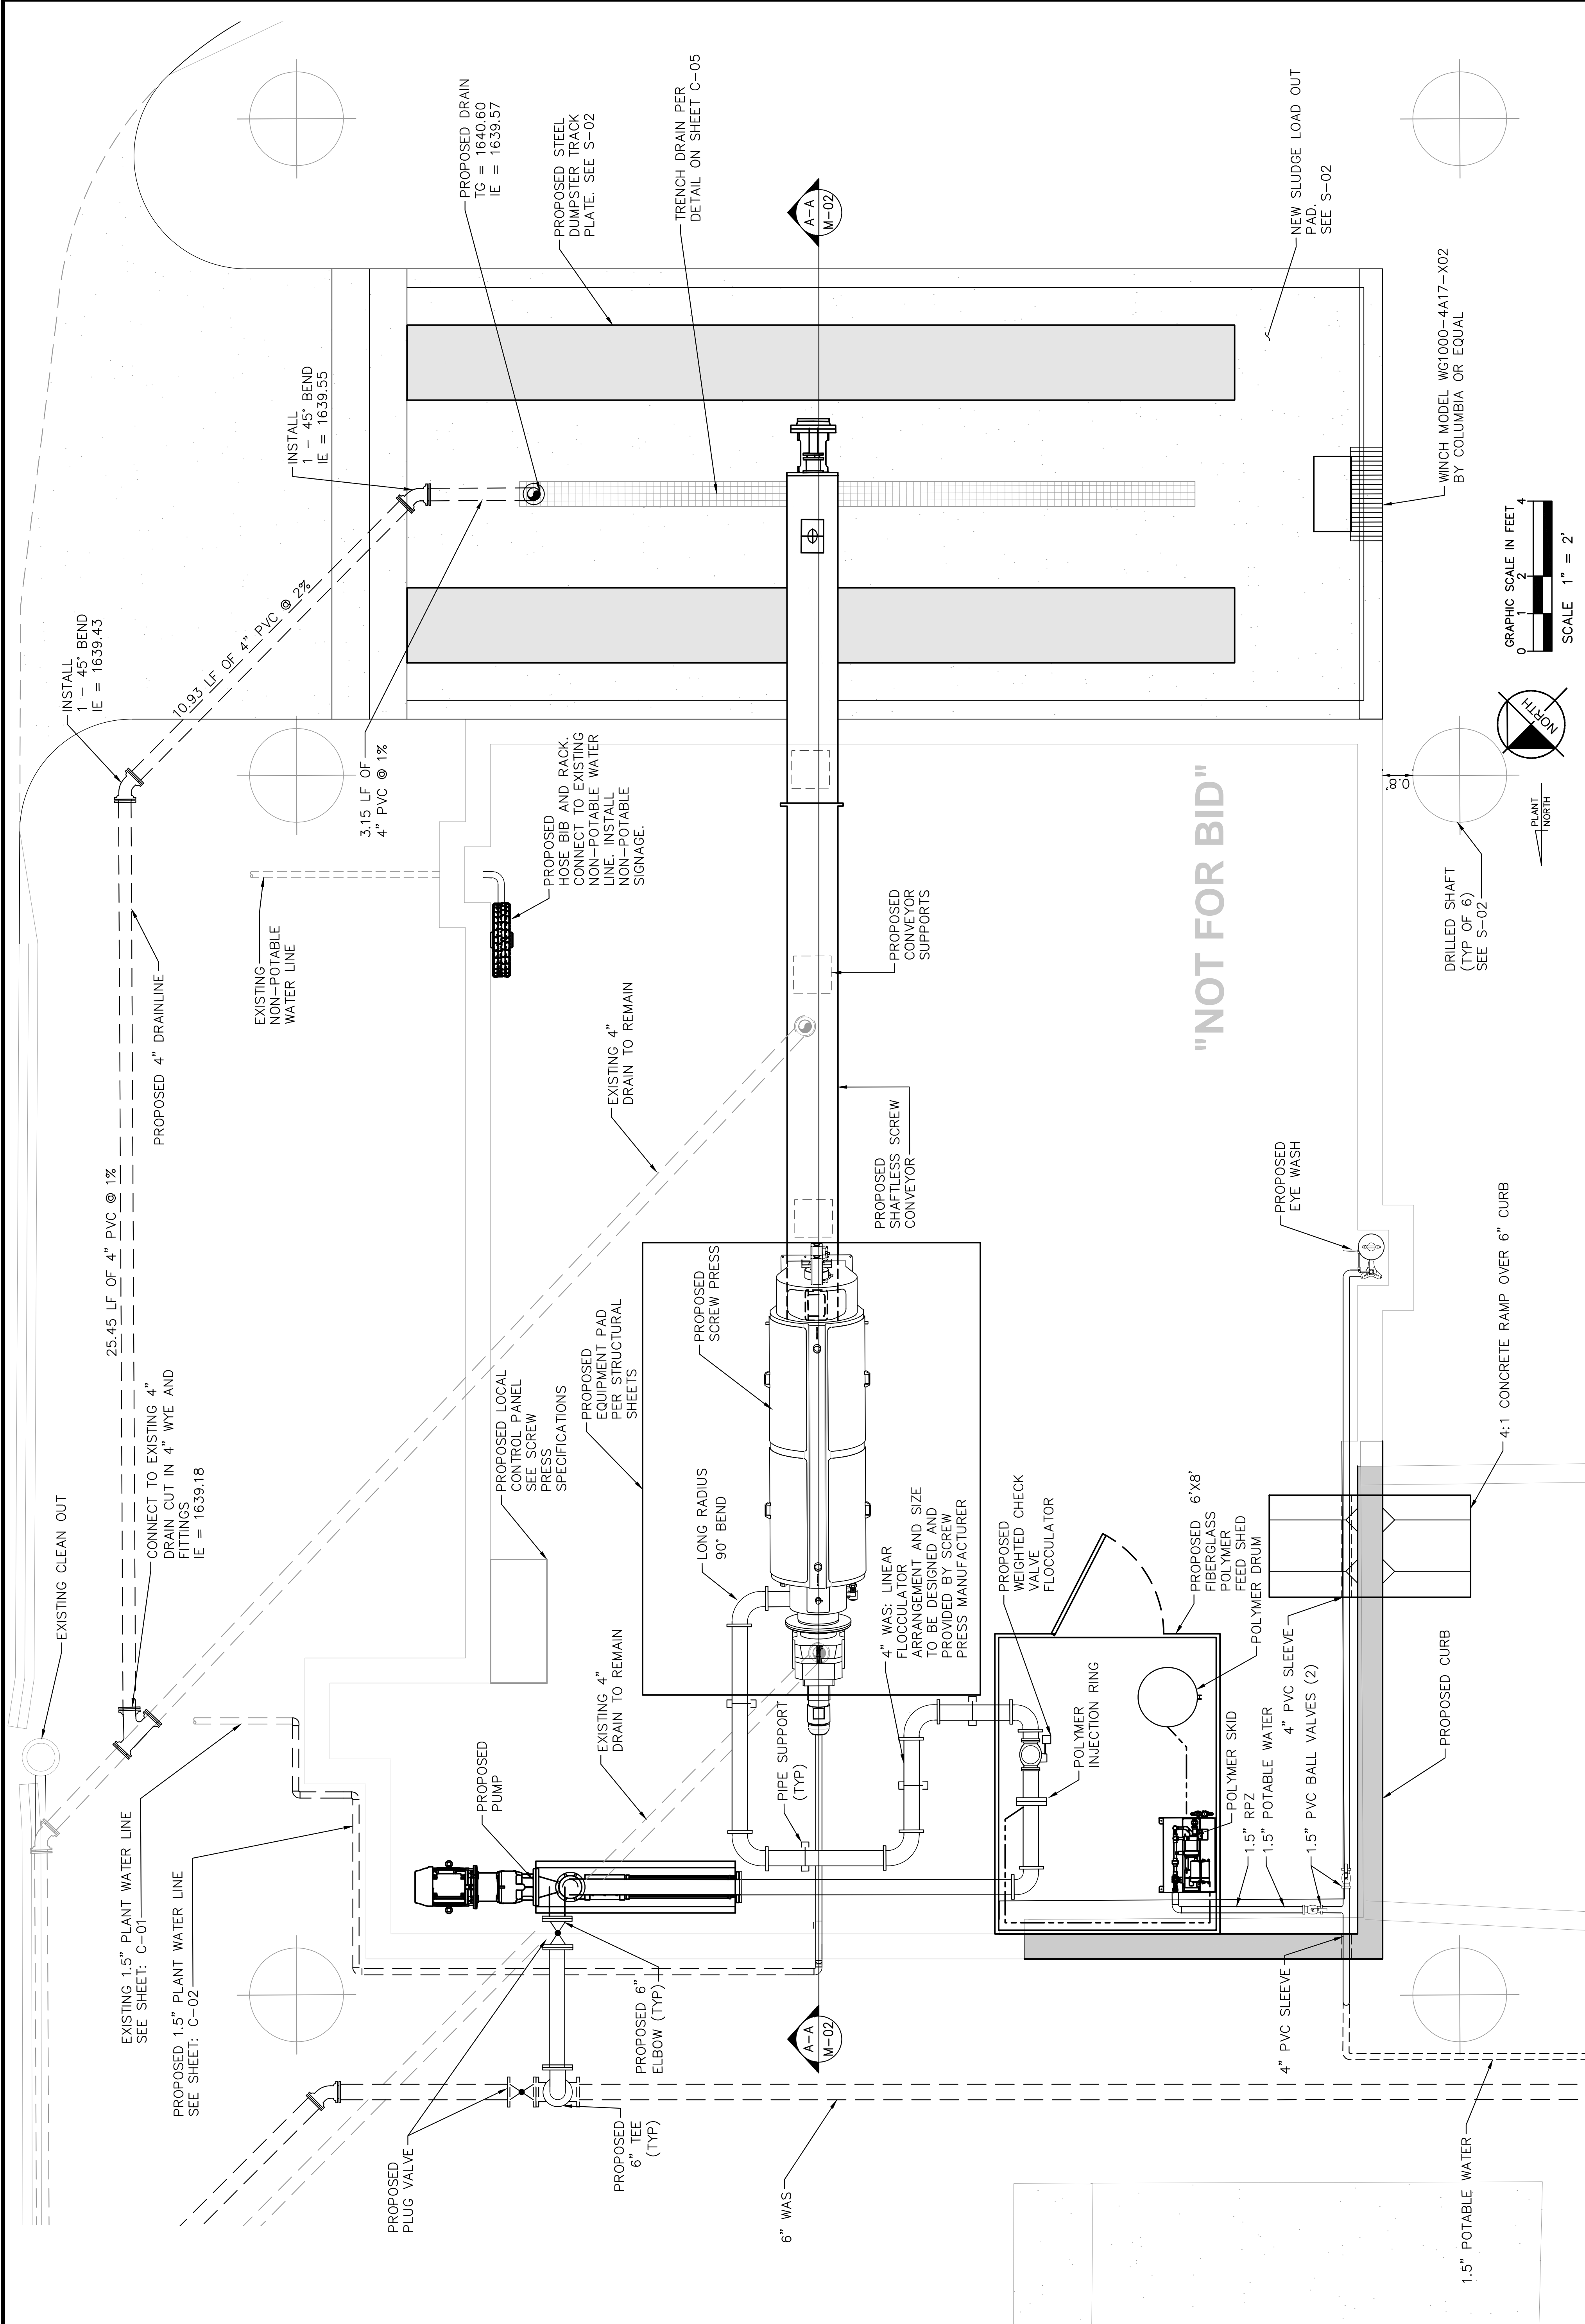 EXISTING CLEAN OUT
CONNECT TO EXISTING 4"
DRAIN CUT IN 4" WYE AND
FITTINGS
IE = 1639.18
25.45 LF OF 4" PVC @ 1%
PROPOSED 4" DRAINLINE
INSTALL
1 - 45° BEND
IE = 1639.43
10.93 LF OF 4" PVC @ 2%
INSTALL
1 - 45° BEND
IE = 1639.55
3.15 LF OF
4" PVC @ 1%
PROPOSED DRAIN
TG = 1640.60
IE = 1639.57
PROPOSED STEEL
DUMPSTER TRACK
PLATE. SEE S-02
TRENCH DRAIN PER
DETAIL ON SHEET C-05
EXISTING 1.5" PLANT WATER LINE
SEE SHEET: C-01
PROPOSED 1.5" PLANT WATER LINE
SEE SHEET: C-02
EXISTING
NON-POTABLE
WATER LINE
PROPOSED
HOSE BIB AND RACK.
CONNECT TO EXISTING
NON-POTABLE WATER
LINE. INSTALL
NON-POTABLE
SIGNAGE.
PROPOSED
PLUG VALVE
PROPOSED
PUMP
PROPOSED LOCAL
CONTROL PANEL
SEE SCREW
PRESS
SPECIFICATIONS
PROPOSED
EQUIPMENT PAD
PER STRUCTURAL
SHEETS
EXISTING 4"
DRAIN TO REMAIN
EXISTING 4"
DRAIN TO REMAIN
PROPOSED
6" TEE
(TYP)
PROPOSED 6"
ELBOW (TYP)
LONG RADIUS
90° BEND
PROPOSED
SCREW PRESS
PIPE SUPPORT
(TYP)
A-A
M-02
A-A
M-02
6" WAS
4" WAS: LINEAR
FLOCCULATOR
ARRANGEMENT AND SIZE
TO BE DESIGNED AND
PROVIDED BY SCREW
PRESS MANUFACTURER
PROPOSED
SHAFTLESS SCREW
CONVEYOR
PROPOSED
CONVEYOR
SUPPORTS
PROPOSED
WEIGHTED CHECK
VALVE
FLOCCULATOR
POLYMER
INJECTION RING
PROPOSED 6'X8'
FIBERGLASS
POLYMER
FEED SHED
POLYMER DRUM
POLYMER SKID
1.5" RPZ
1.5" POTABLE WATER
4" PVC SLEEVE
1.5" PVC BALL VALVES (2)
4" PVC SLEEVE
1.5" POTABLE WATER
PROPOSED CURB
4:1 CONCRETE RAMP OVER 6" CURB
PROPOSED
EYE WASH
"NOT FOR BID"
NEW SLUDGE LOAD OUT
PAD.
SEE S-02
WINCH MODEL WG1000-4A17-X02
BY COLUMBIA OR EQUAL
0.8'
DRILLED SHAFT
(TYP OF 6)
SEE S-02
PLANT
NORTH
NORTH
GRAPHIC SCALE IN FEET
0 1 2 4
SCALE 1" = 2'